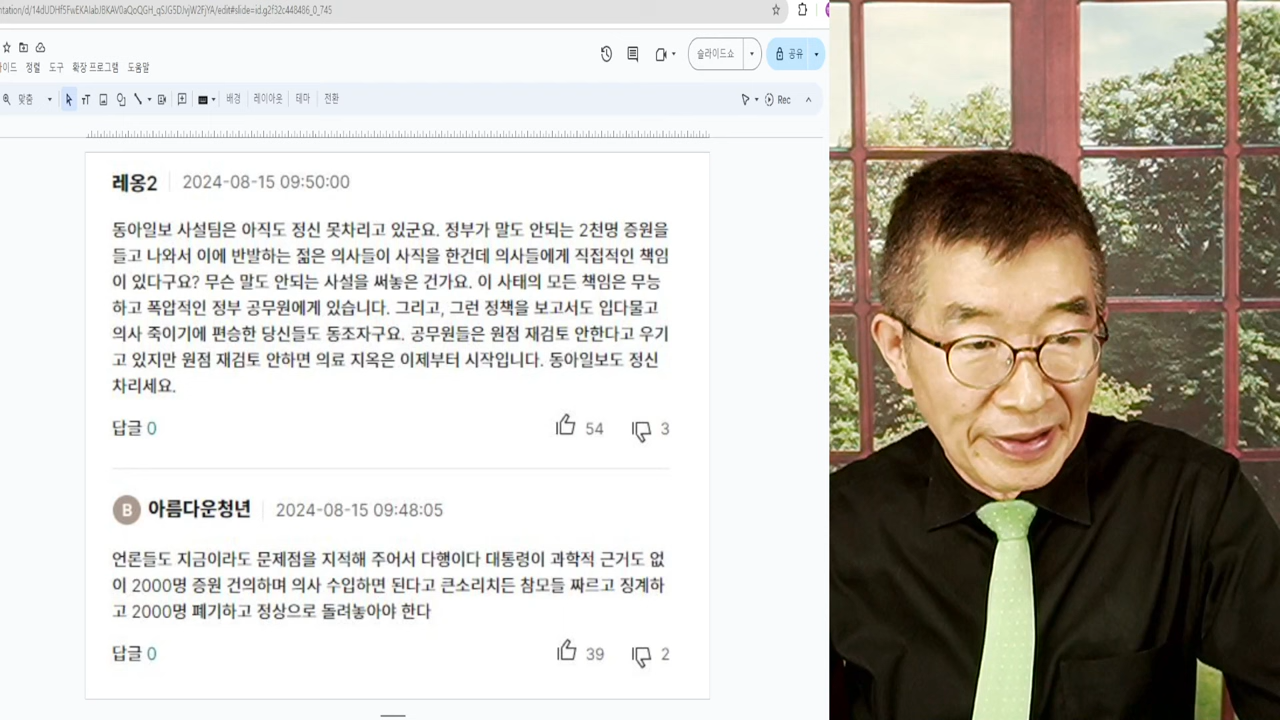 ntation/d/14dUDHf5FwEKAlabJ8KAV0aQoQGH_qSJG5DJvjW2FjYA/edit#slide=id.g2f32c448486_0_745
이드 정렬 도구 확장 프로그램 도움말
슬라이드쇼
공유
맞춤
배경 레이아웃 테마 전환
Rec
레옹2 2024-08-15 09:50:00
동아일보 사설팀은 아직도 정신 못차리고 있군요. 정부가 말도 안되는 2천명 증원을
들고 나와서 이에 반발하는 젊은 의사들이 사직을 한건데 의사들에게 직접적인 책임
이 있다구요? 무슨 말도 안되는 사설을 써놓은 건가요. 이 사태의 모든 책임은 무능
하고 폭압적인 정부 공무원에게 있습니다. 그리고, 그런 정책을 보고서도 입다물고
의사 죽이기에 편승한 당신들도 동조자구요. 공무원들은 원점 재검토 안한다고 우기
고 있지만 원점 재검토 안하면 의료 지옥은 이제부터 시작입니다. 동아일보도 정신
차리세요.
답글 0 54 3
B 아름다운청년 2024-08-15 09:48:05
언론들도 지금이라도 문제점을 지적해 주어서 다행이다 대통령이 과학적 근거도 없
이 2000명 증원 건의하며 의사 수입하면 된다고 큰소리치든 참모들 짜르고 징계하
고 2000명 폐기하고 정상으로 돌려놓아야 한다
답글 0 39 2